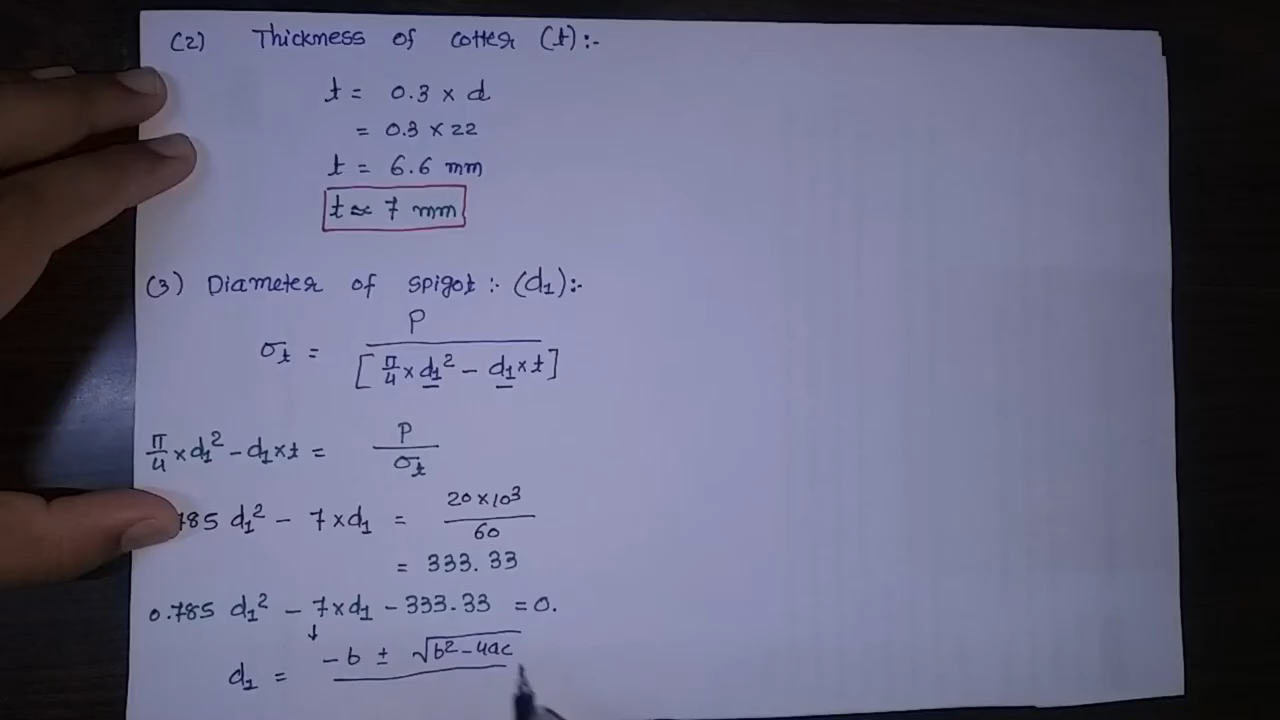 (2) Thickness of cotter (t):-
t = 0.3 × d
= 0.3 × 22
t = 6.6 mm
t ≈ 7 mm
(3) Diameter of spigot :- (d₁):-
σt = P / [π/4 × d₁² - d₁ × t]
π/4 × d₁² - d₁ × t = P / σt
785 d₁² - 7 × d₁ = 20 × 10³ / 60
= 333.33
0.785 d₁² - 7 × d₁ - 333.33 = 0.
↓
d₁ = -b ± √b² - 4ac